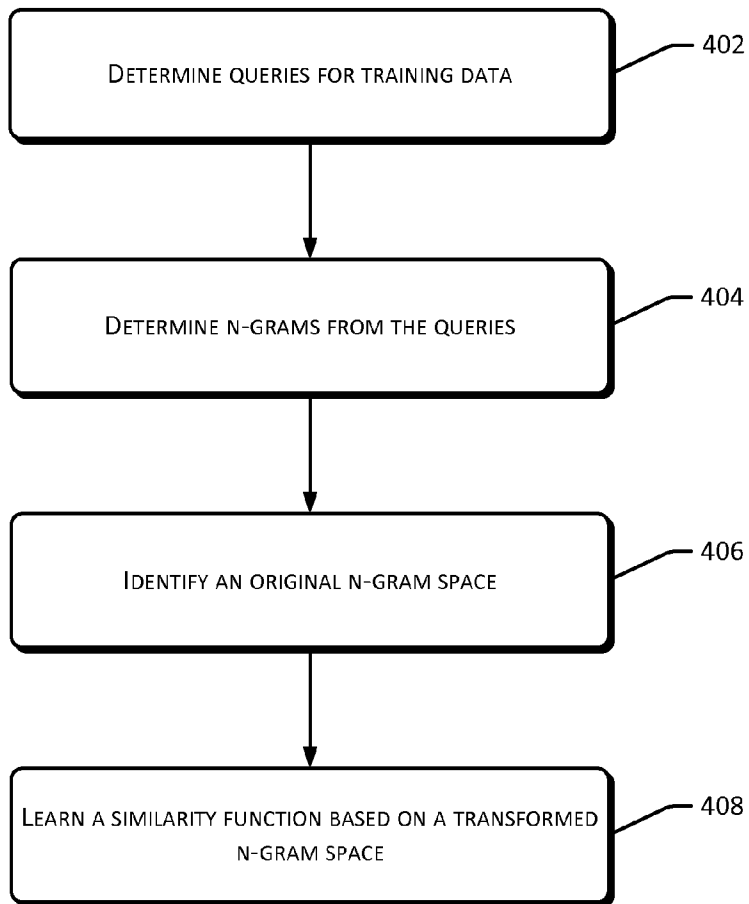 DETERMINE QUERIES FOR TRAINING DATA
402
DETERMINE N-GRAMS FROM THE QUERIES
404
IDENTIFY AN ORIGINAL N-GRAM SPACE
406
LEARN A SIMILARITY FUNCTION BASED ON A TRANSFORMED
N-GRAM SPACE
408